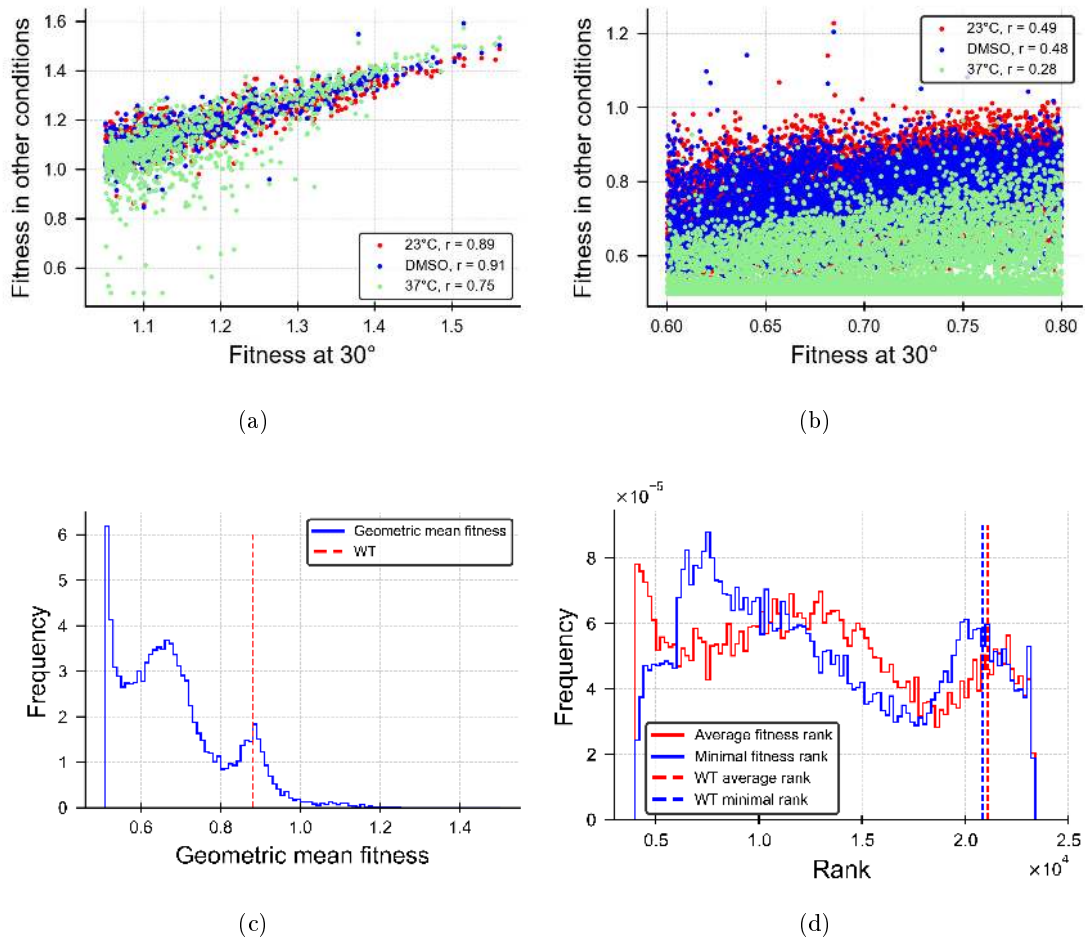 1.6
1.4
1.2
1.0
0.8
0.6
Fitness in other conditions
23°C, r = 0.89
DMSO, r = 0.91
37°C, r = 0.75
1.1 1.2 1.3 1.4 1.5
Fitness at 30°
(a)
1.2
1.0
0.8
0.6
Fitness in other conditions
23°C, r = 0.49
DMSO, r = 0.48
37°C, r = 0.28
0.60 0.65 0.70 0.75 0.80
Fitness at 30°
(b)
6
5
4
3
2
1
0
Frequency
Geometric mean fitness
WT
0.6 0.8 1.0 1.2 1.4
Geometric mean fitness
(c)
×10⁻⁵
8
6
4
2
0
Frequency
Average fitness rank
Minimal fitness rank
WT average rank
WT minimal rank
0.5 1.0 1.5 2.0 2.5
×10⁴
Rank
(d)